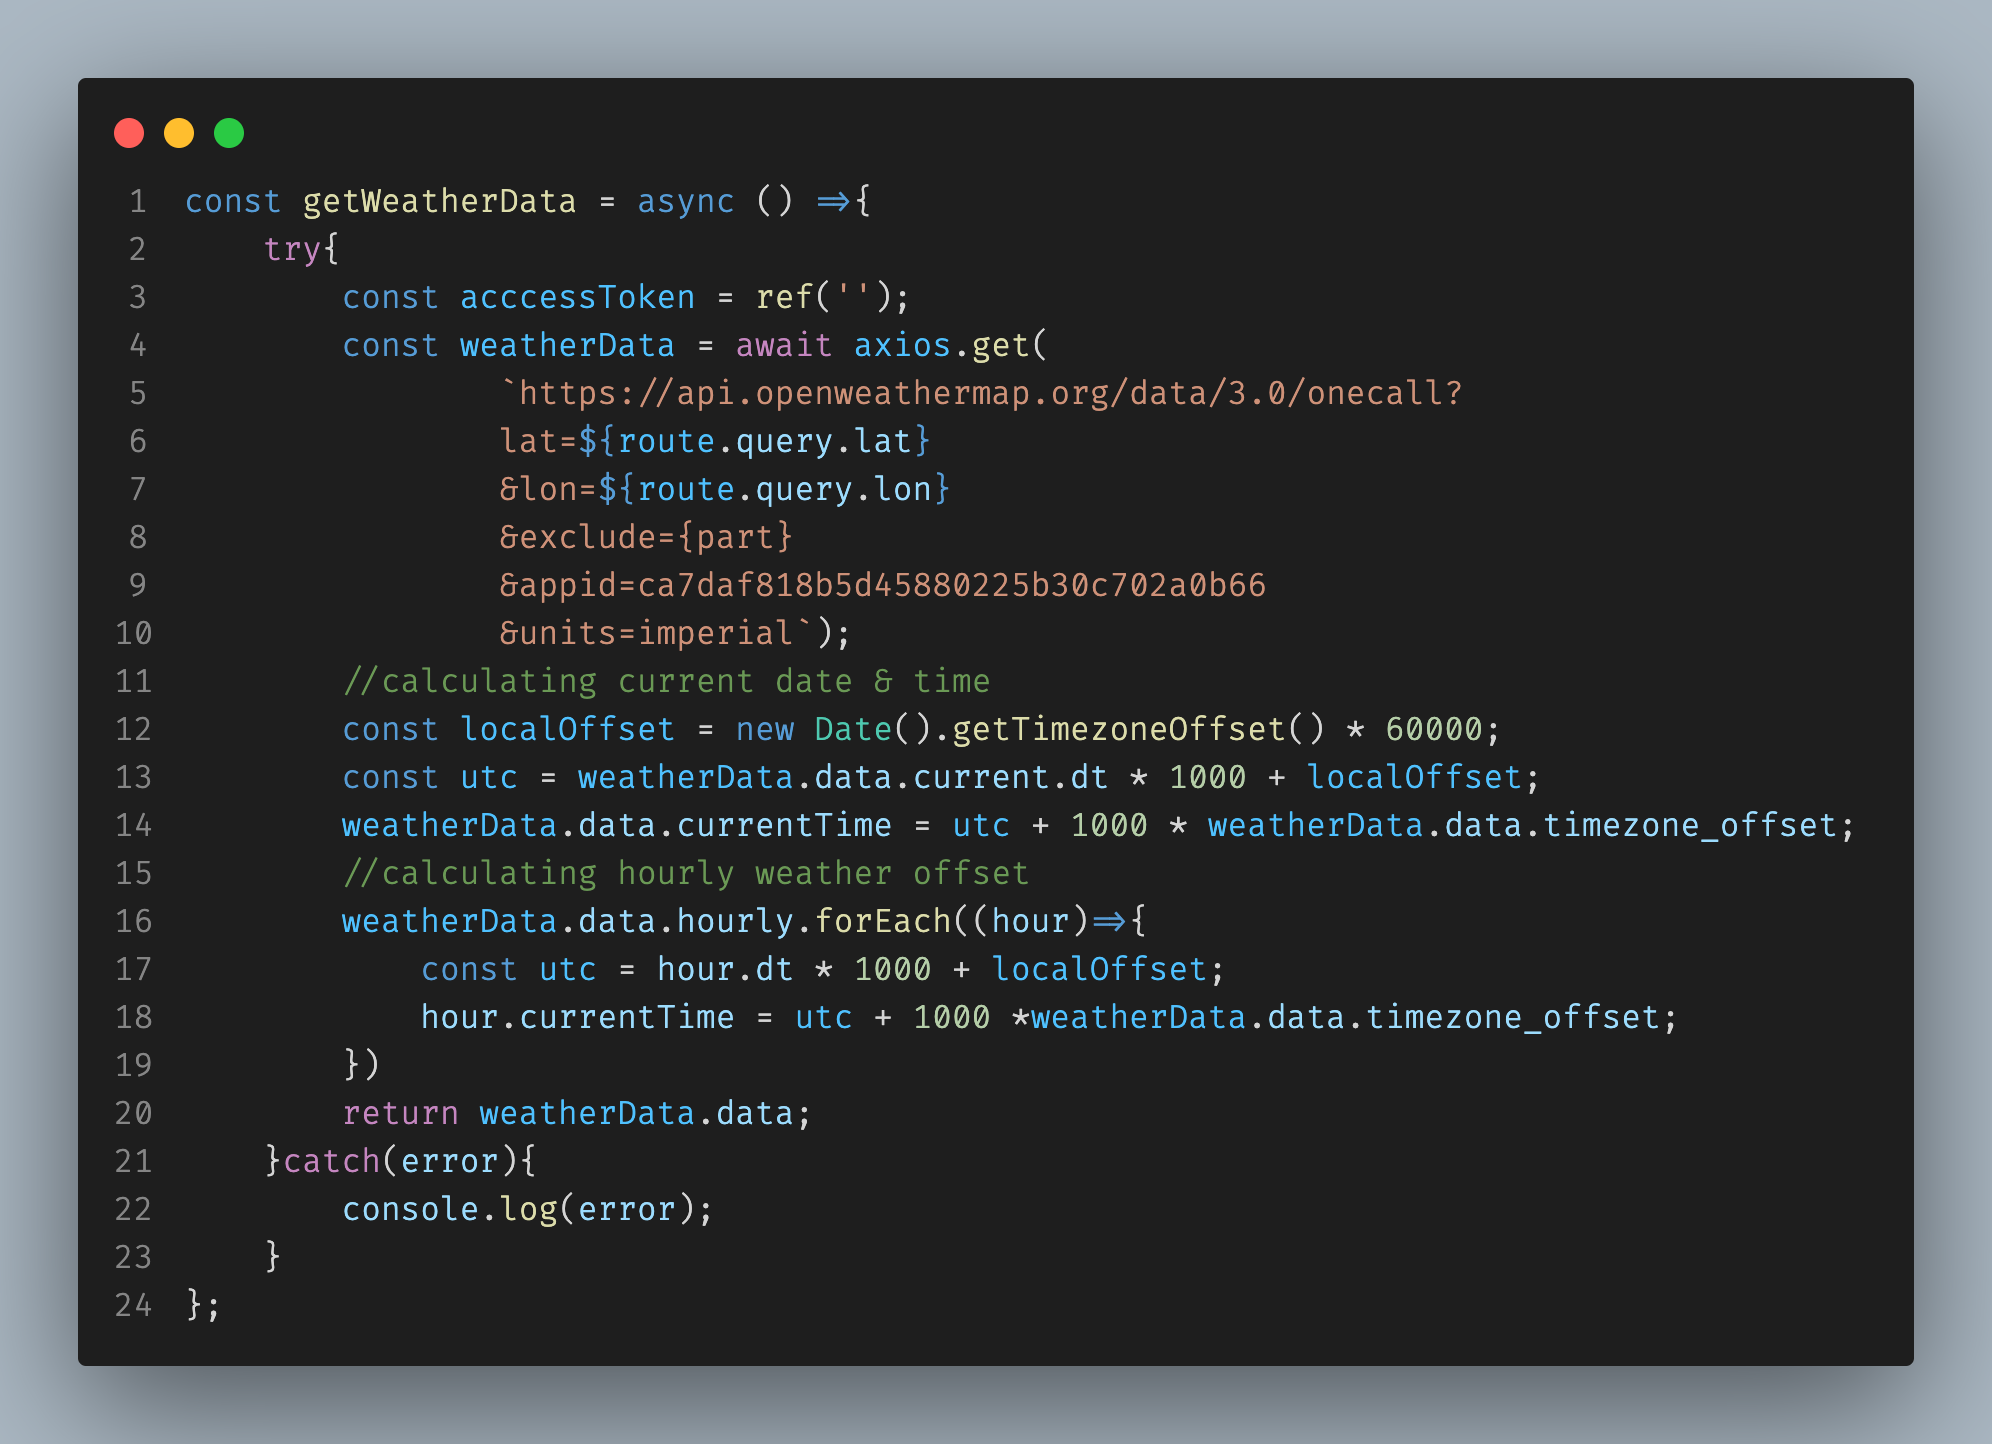 1 const getWeatherData = async () =>{
2 try{
3 const acccessToken = ref('');
4 const weatherData = await axios.get(
5 `https://api.openweathermap.org/data/3.0/onecall?
6 lat=${route.query.lat}
7 &lon=${route.query.lon}
8 &exclude={part}
9 &appid=ca7daf818b5d45880225b30c702a0b66
10 &units=imperial`);
11 //calculating current date & time
12 const localOffset = new Date().getTimezoneOffset() * 60000;
13 const utc = weatherData.data.current.dt * 1000 + localOffset;
14 weatherData.data.currentTime = utc + 1000 * weatherData.data.timezone_offset;
15 //calculating hourly weather offset
16 weatherData.data.hourly.forEach((hour)=>{
17 const utc = hour.dt * 1000 + localOffset;
18 hour.currentTime = utc + 1000 *weatherData.data.timezone_offset;
19 })
20 return weatherData.data;
21 }catch(error){
22 console.log(error);
23 }
24 };